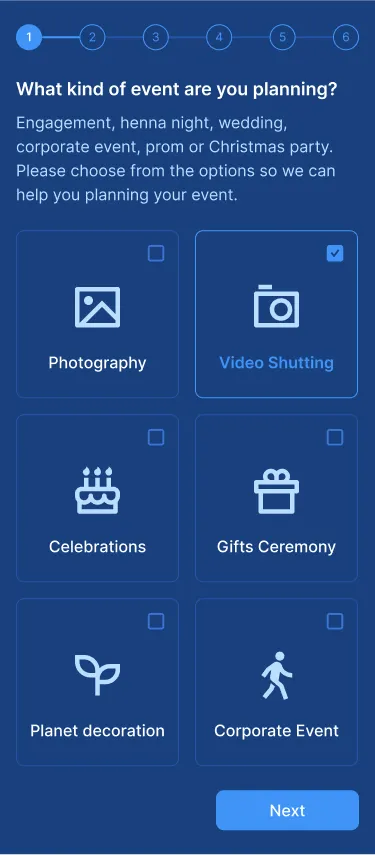 1 2 3 4 5 6
What kind of event are you planning?
Engagement, henna night, wedding,
corporate event, prom or Christmas party.
Please choose from the options so we can
help you planning your event.
Photography
Video Shutting
Celebrations
Gifts Ceremony
Planet decoration
Corporate Event
Next